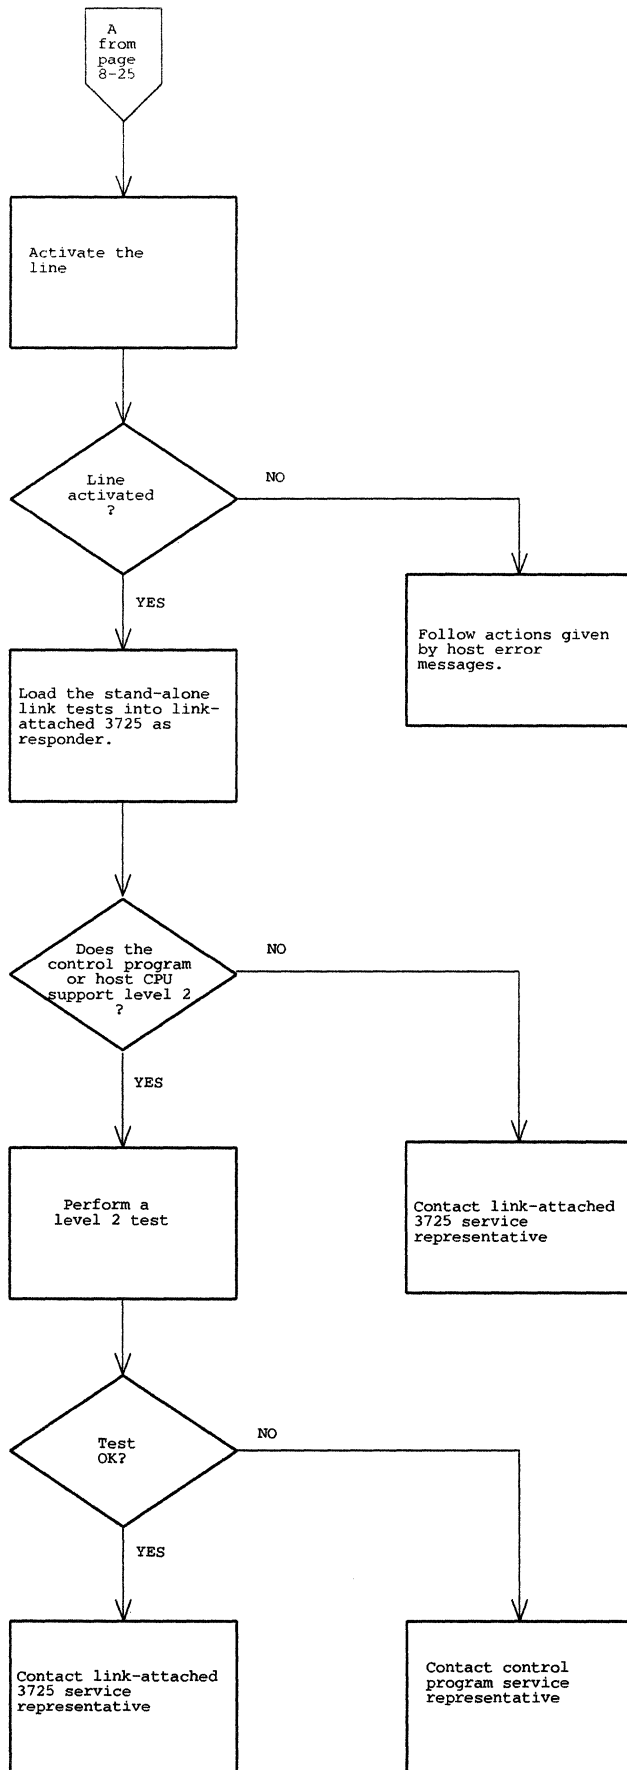 A
from
page
8-25
Activate the
line
Line
activated
?
NO
YES
Follow actions given
by host error
messages.
Load the stand-alone
link tests into link-
attached 3725 as
responder.
Does the
control program
or host CPU
support level 2
?
NO
YES
Perform a
level 2 test
Contact link-attached
3725 service
representative
Test
OK?
NO
YES
Contact link-attached
3725 service
representative
Contact control
program service
representative